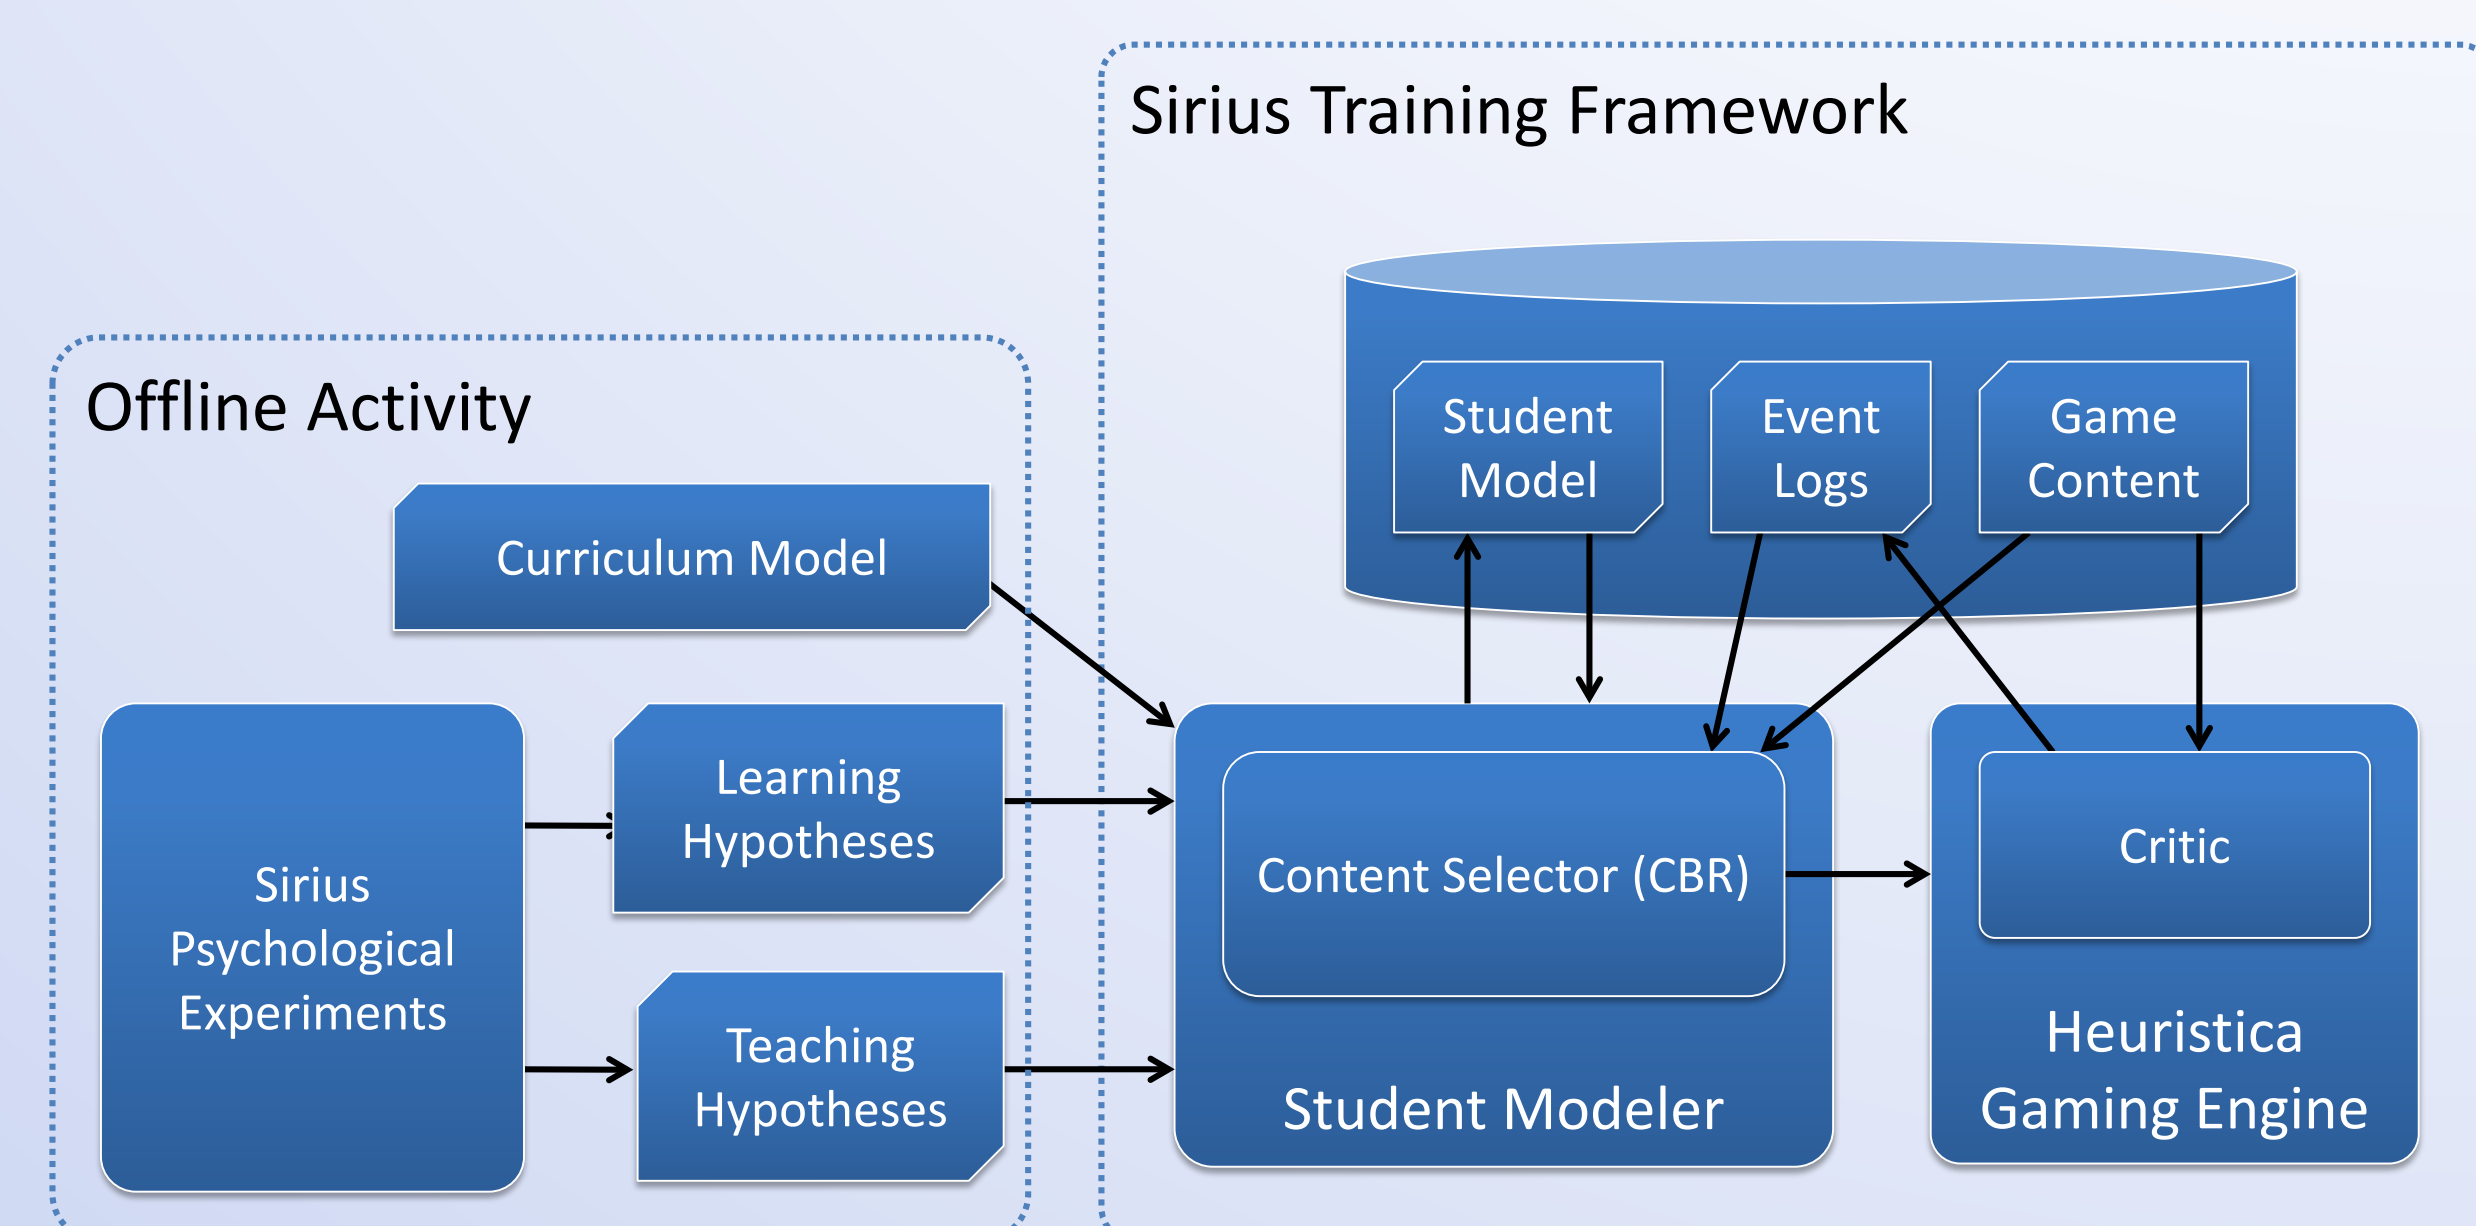 Sirius Training Framework
Offline Activity
Student
Model
Event
Logs
Game
Content
Curriculum Model
Sirius
Psychological
Experiments
Learning
Hypotheses
Teaching
Hypotheses
Content Selector (CBR)
Student Modeler
Critic
Heuristica
Gaming Engine